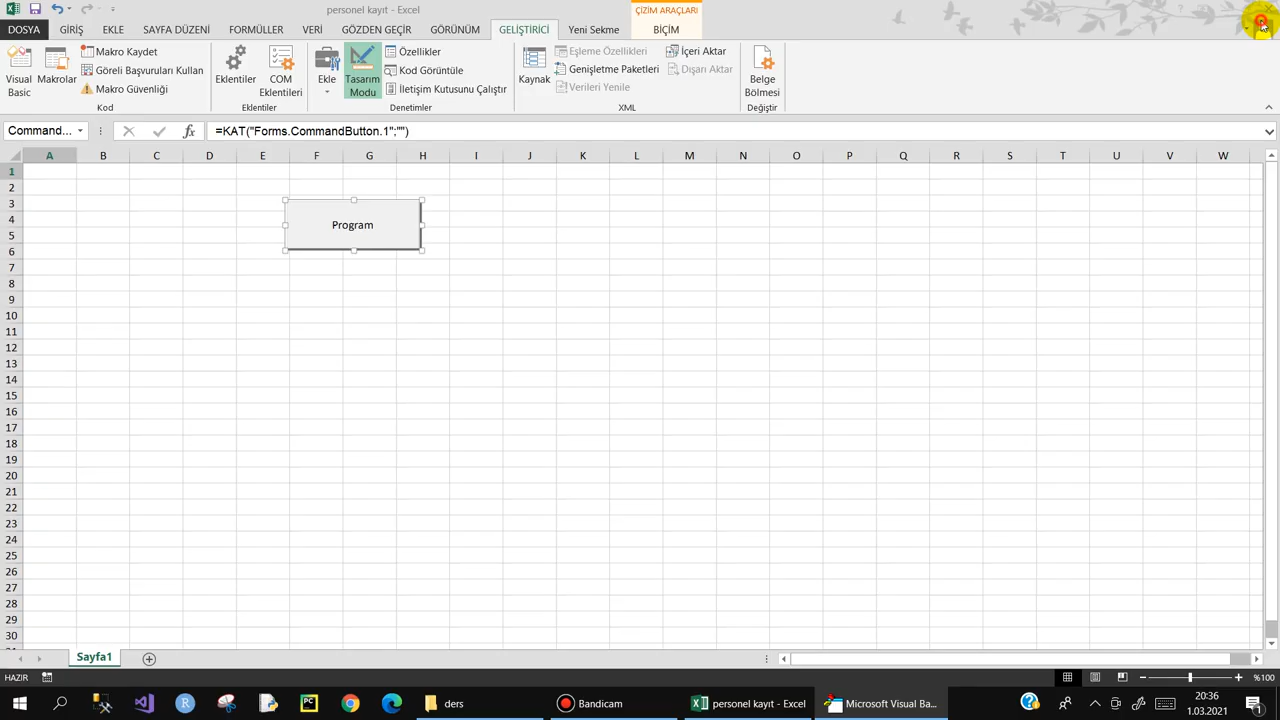 personel kayıt - Excel
ÇİZİM ARAÇLARI
DOSYA GİRİŞ EKLE SAYFA DÜZENİ FORMÜLLER VERİ GÖZDEN GEÇİR GÖRÜNÜM GELİŞTİRİCİ Yeni Sekme BİÇİM
Visual Basic
Makrolar
Makro Kaydet
Göreli Başvuruları Kullan
Makro Güvenliği
Kod
Eklentiler
COM Eklentileri
Eklentiler
Ekle
Tasarım Modu
Özellikler
Kod Görüntüle
İletişim Kutusunu Çalıştır
Denetimler
Kaynak
Eşleme Özellikleri
Genişletme Paketleri
Verileri Yenile
İçeri Aktar
Dışarı Aktar
XML
Belge Bölmesi
Değiştir
Command... fx =KAT("Forms.CommandButton.1";"")
A B C D E F G H I J K L M N O P Q R S T U V W
1
2
3
4
5
6
7
8
9
10
11
12
13
14
15
16
17
18
19
20
21
22
23
24
25
26
27
28
29
30
Program
Sayfa1
HAZIR %100
ders
Bandicam
personel kayıt - Excel
Microsoft Visual Ba...
20:36
1.03.2021